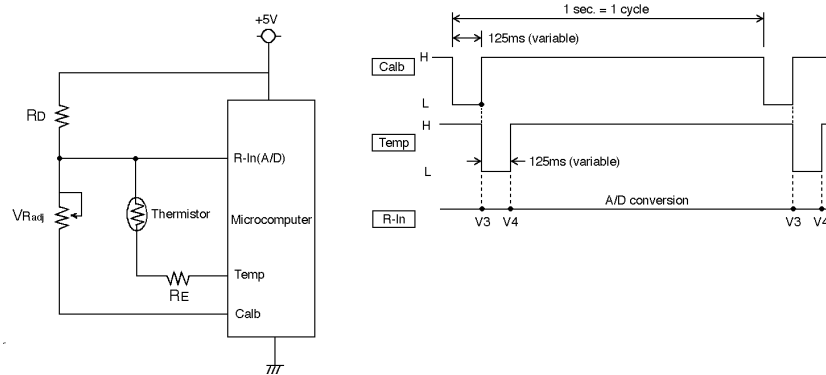 +5V
RD
R-In(A/D)
VRadj
Thermistor
Microcomputer
Temp
RE
Calb
1 sec. = 1 cycle
125ms (variable)
Calb
H
L
Temp
H
L
125ms (variable)
A/D conversion
R-In
V3 V4 V3 V4